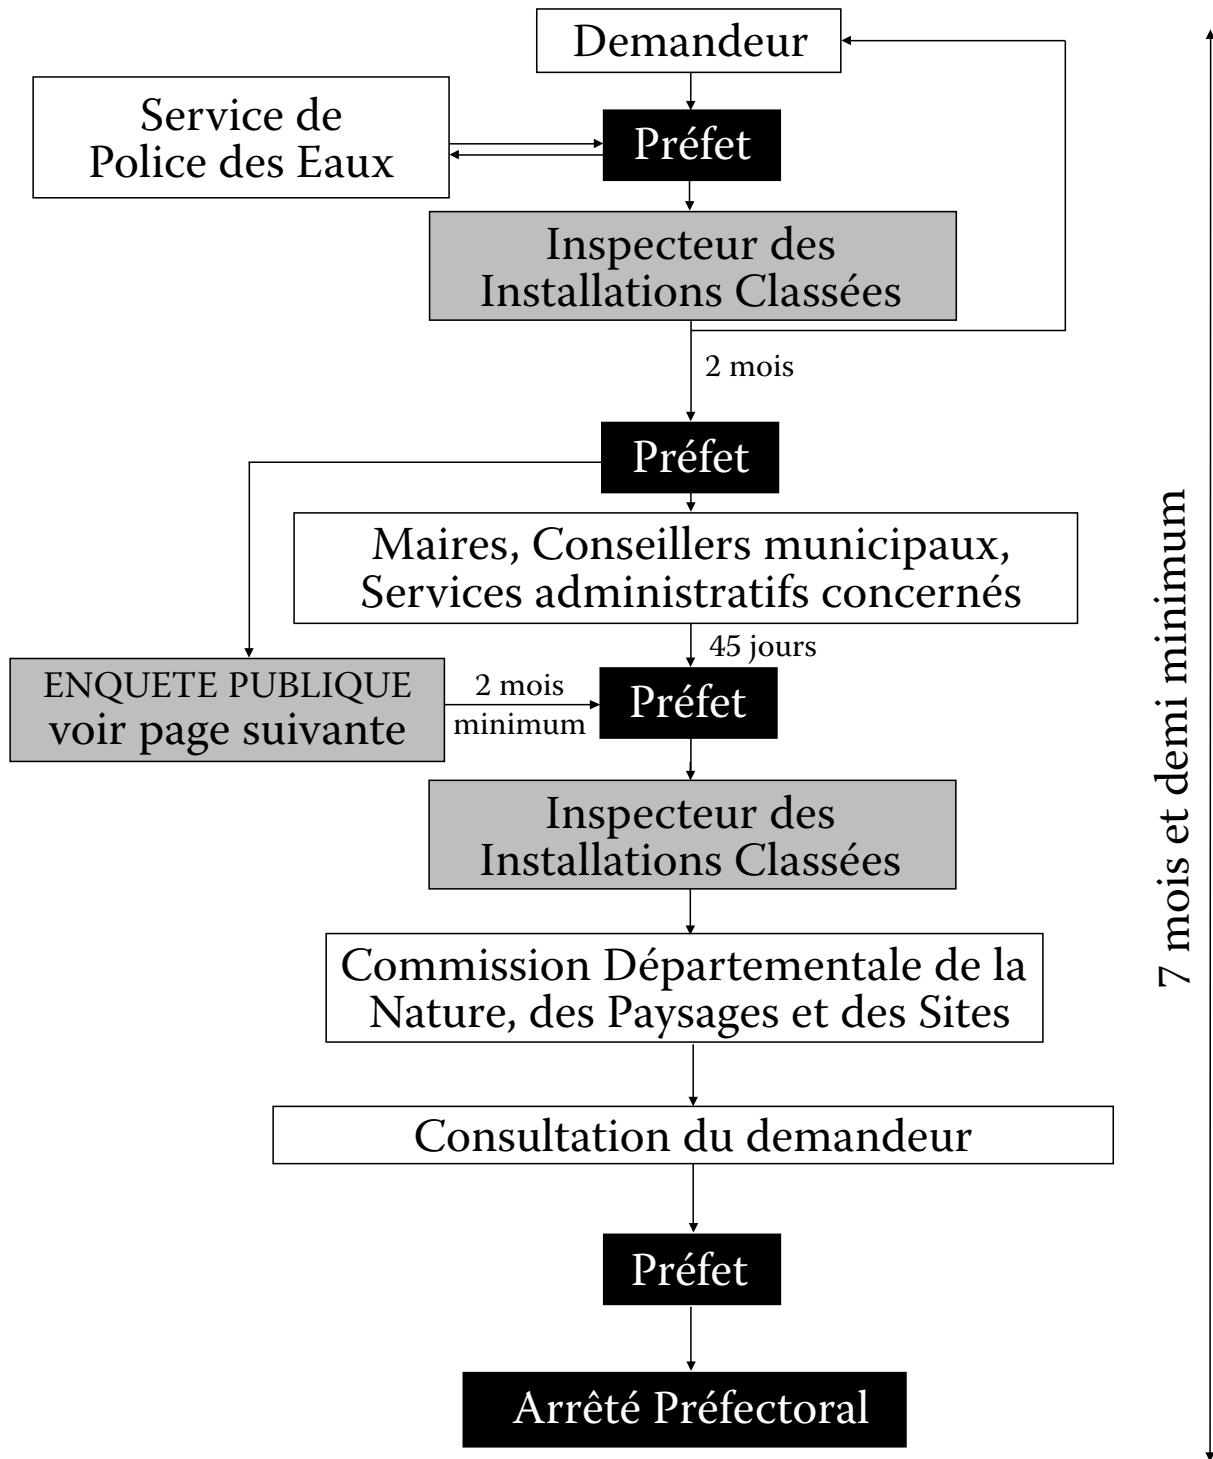 Demandeur
Service de
Police des Eaux
Préfet
Inspecteur des
Installations Classées
2 mois
Préfet
Maires, Conseillers municipaux,
Services administratifs concernés
45 jours
ENQUETE PUBLIQUE
voir page suivante
2 mois
minimum
Préfet
Inspecteur des
Installations Classées
Commission Départementale de la
Nature, des Paysages et des Sites
Consultation du demandeur
Préfet
Arrêté Préfectoral
7 mois et demi minimum